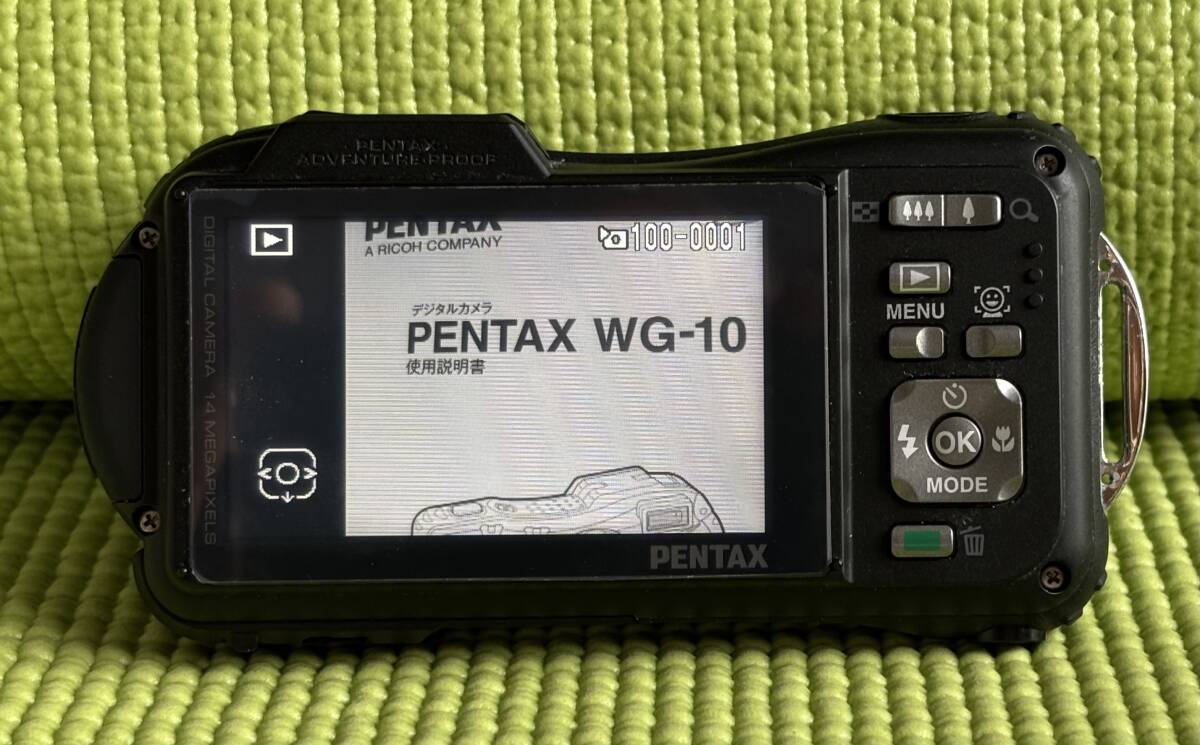 PENTAX
ADVENTURE PROOF
DIGITAL CAMERA 14 MEGAPIXELS
PENTAX
A RICOH COMPANY
100-0001
デジタルカメラ
PENTAX WG-10
使用説明書
PENTAX
MENU
OK
MODE